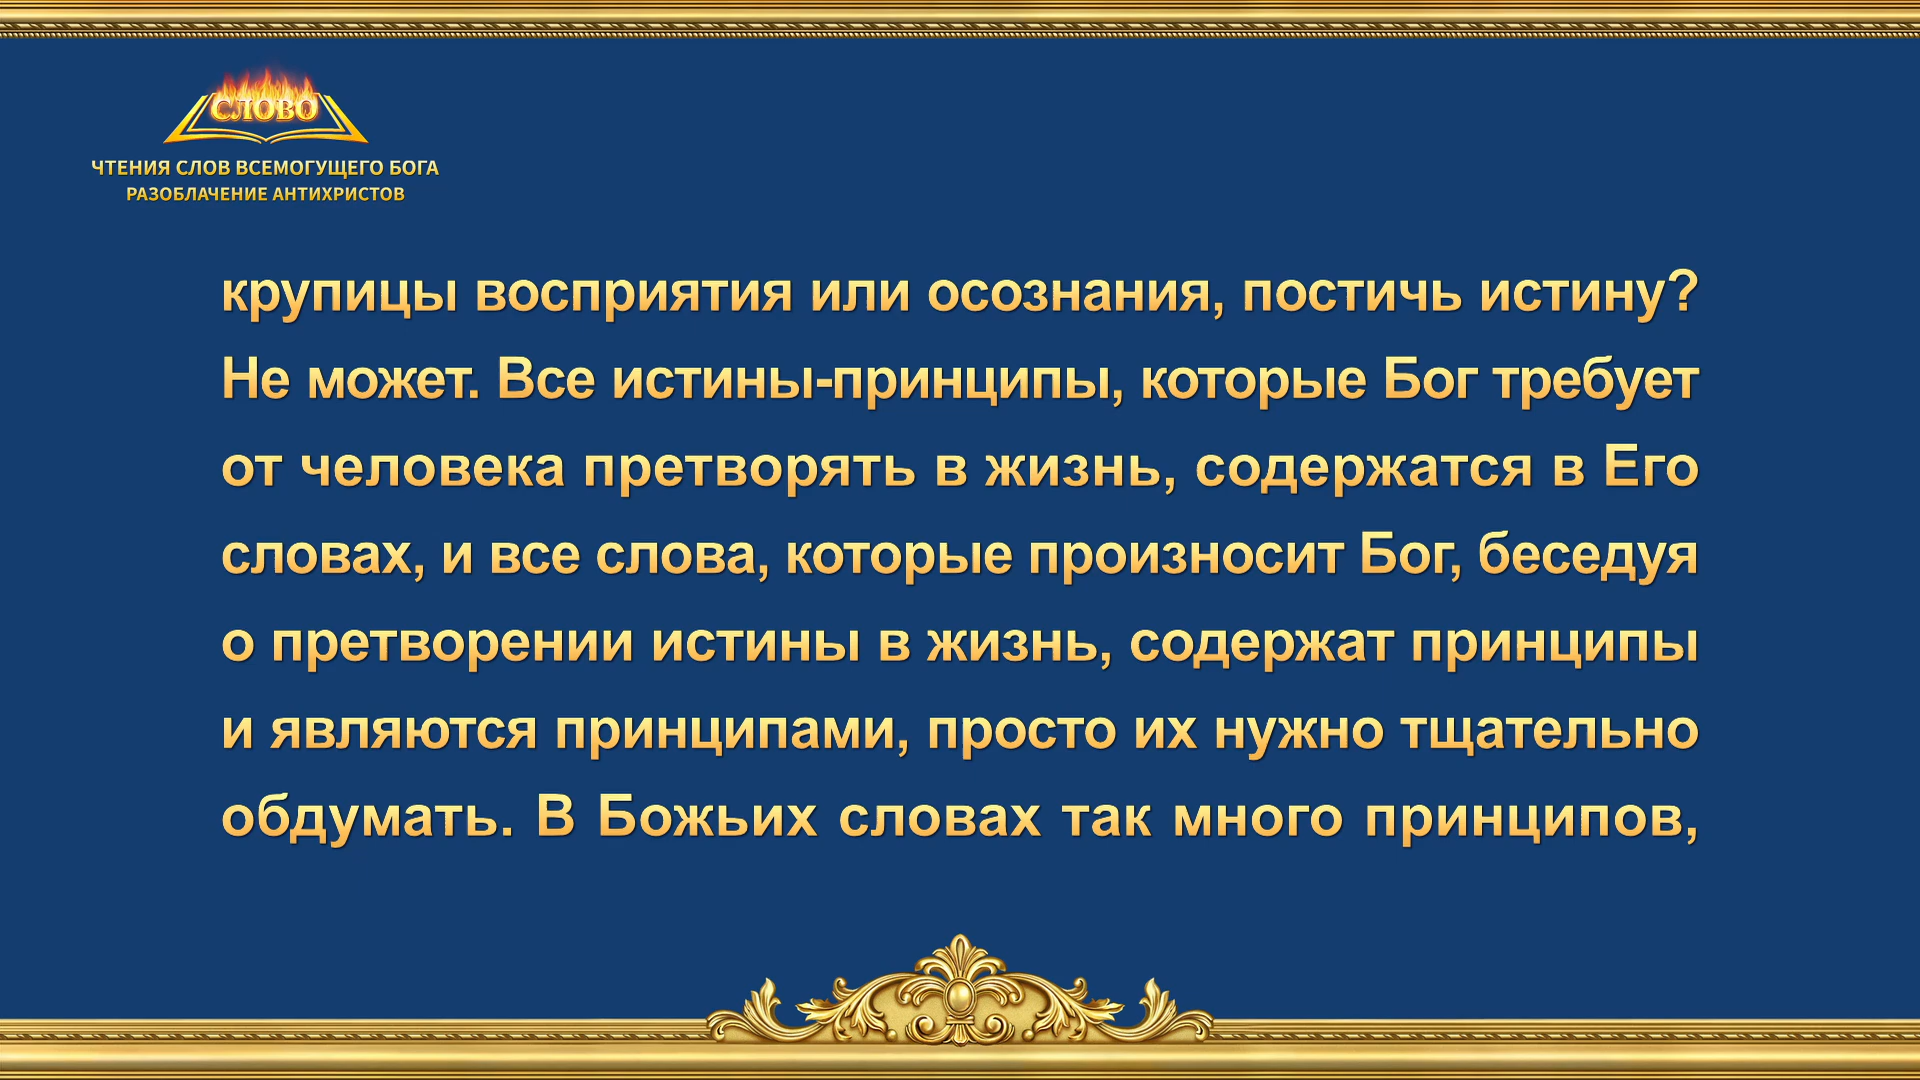 СЛОВО
ЧТЕНИЯ СЛОВ ВСЕМОГУЩЕГО БОГА
РАЗОБЛАЧЕНИЕ АНТИХРИСТОВ
крупицы восприятия или осознания, постичь истину?
Не может. Все истины-принципы, которые Бог требует
от человека претворять в жизнь, содержатся в Его
словах, и все слова, которые произносит Бог, беседуя
о претворении истины в жизнь, содержат принципы
и являются принципами, просто их нужно тщательно
обдумать. В Божьих словах так много принципов,